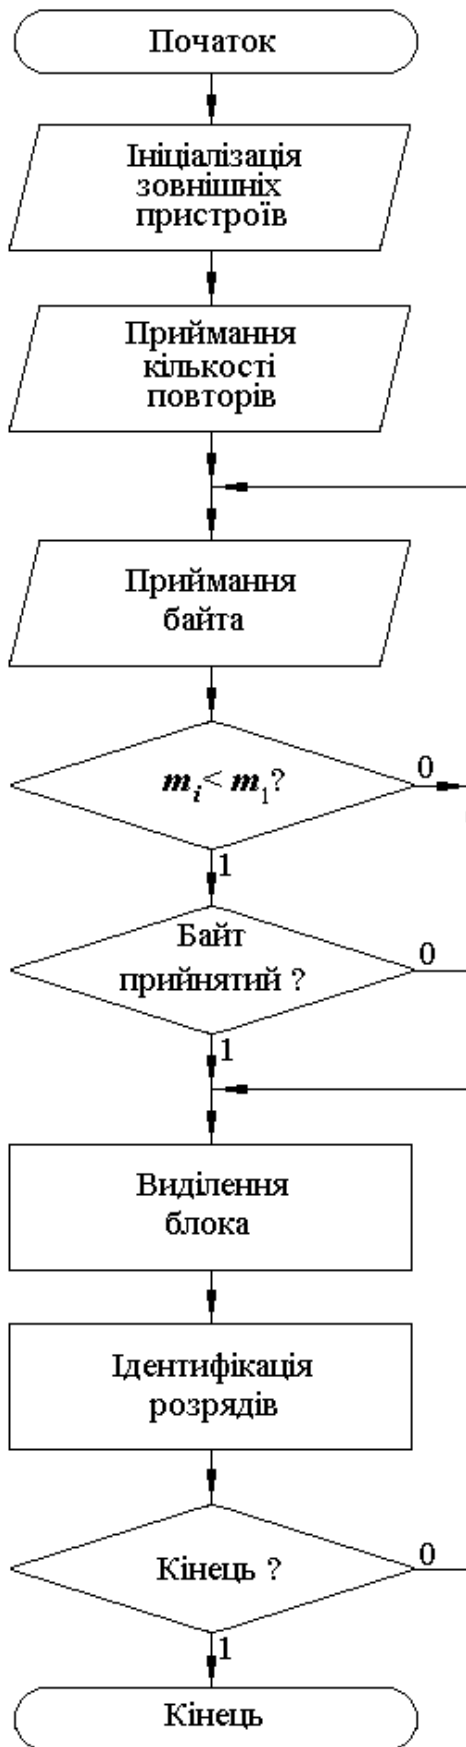 Початок
Ініціалізація
зовнішніх
пристроїв
Приймання
кількості
повторів
Приймання
байта
mᵢ< m₁?
0
1
Байт
прийнятий ?
0
1
Виділення
блока
Ідентифікація
розрядів
Кінець ?
0
1
Кінець